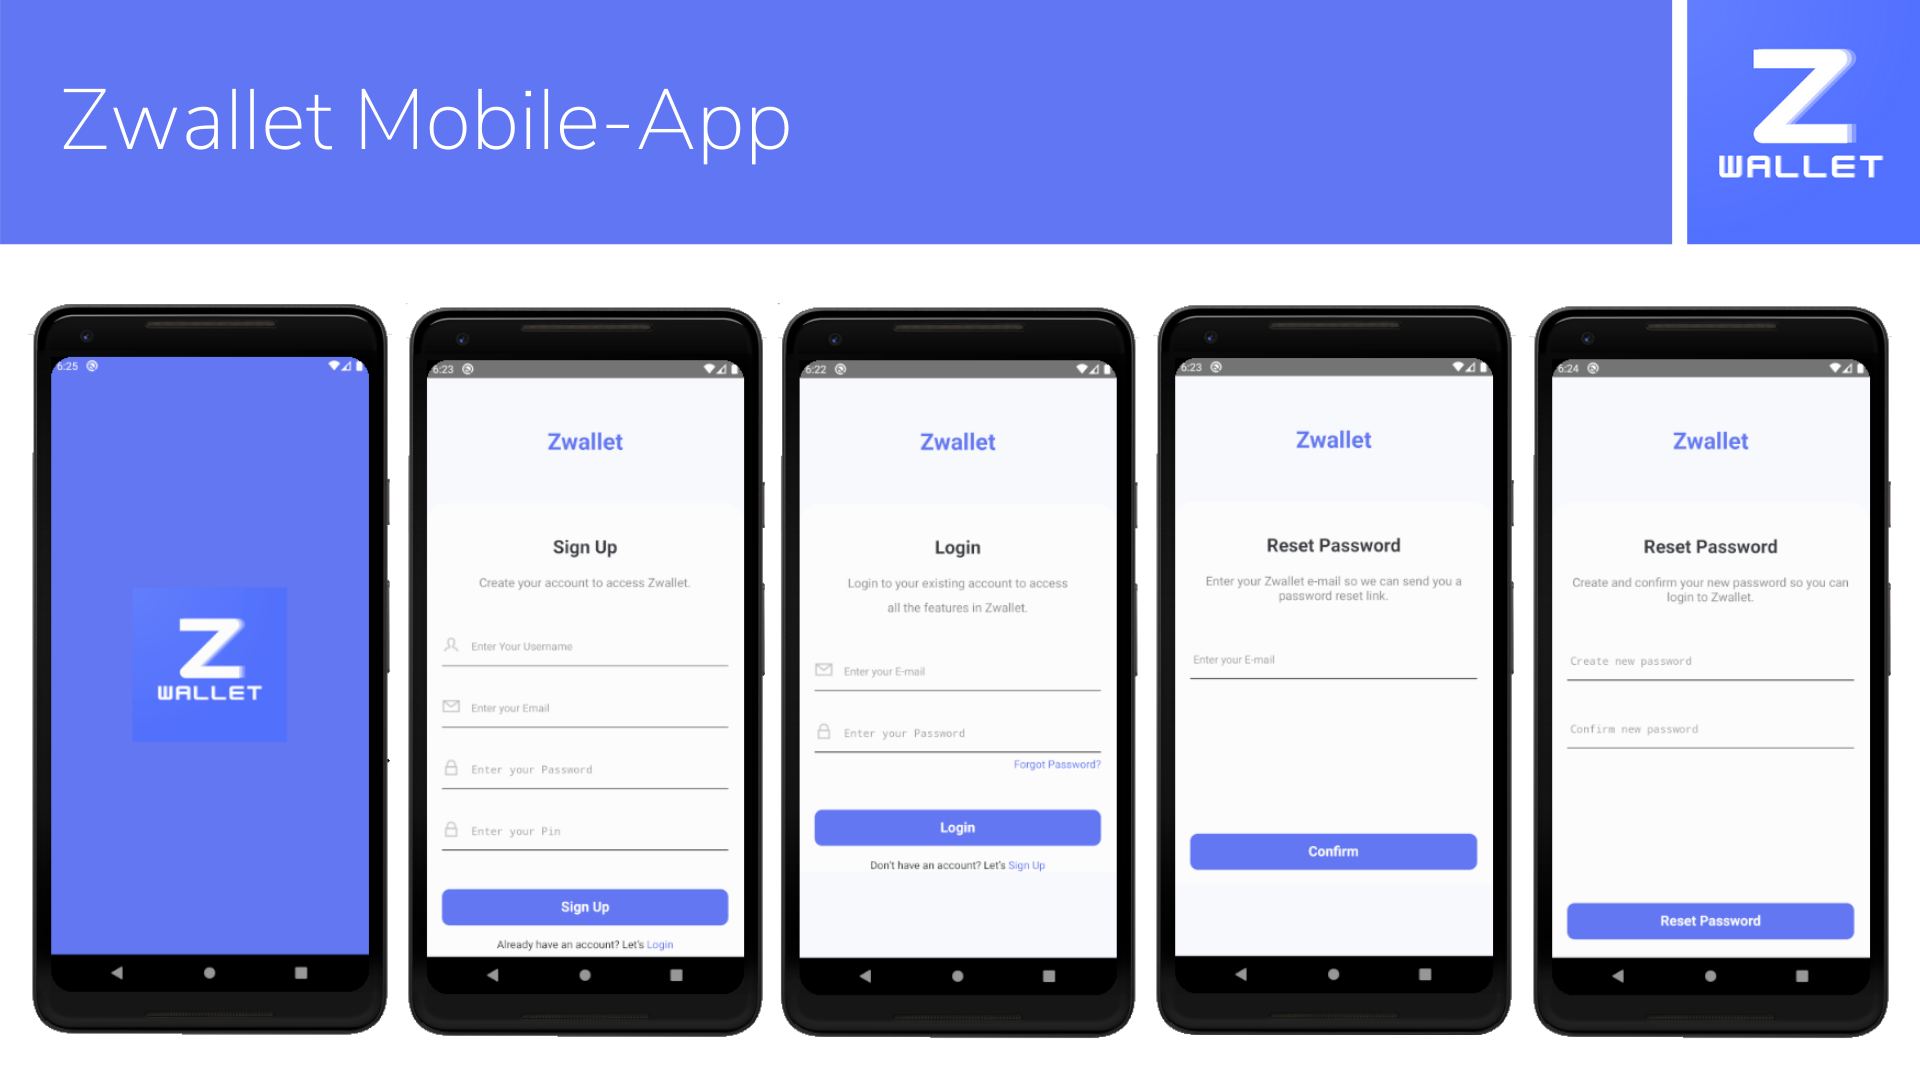 Zwallet Mobile-App
Z
WALLET
6:25
Z
WALLET
6:23
Zwallet
Sign Up
Create your account to access Zwallet.
Enter Your Username
Enter your Email
Enter your Password
Enter your Pin
Sign Up
Already have an account? Let's Login
6:22
Zwallet
Login
Login to your existing account to access
all the features in Zwallet.
Enter your E-mail
Enter your Password
Forgot Password?
Login
Don't have an account? Let's Sign Up
6:23
Zwallet
Reset Password
Enter your Zwallet e-mail so we can send you a
password reset link.
Enter your E-mail
Confirm
6:24
Zwallet
Reset Password
Create and confirm your new password so you can
login to Zwallet.
Create new password
Confirm new password
Reset Password